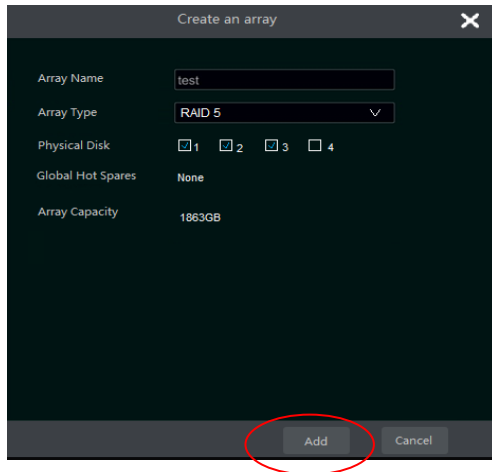 Create an array
Array Name test
Array Type RAID 5
Physical Disk 1 2 3 4
Global Hot Spares None
Array Capacity 1863GB
Add Cancel